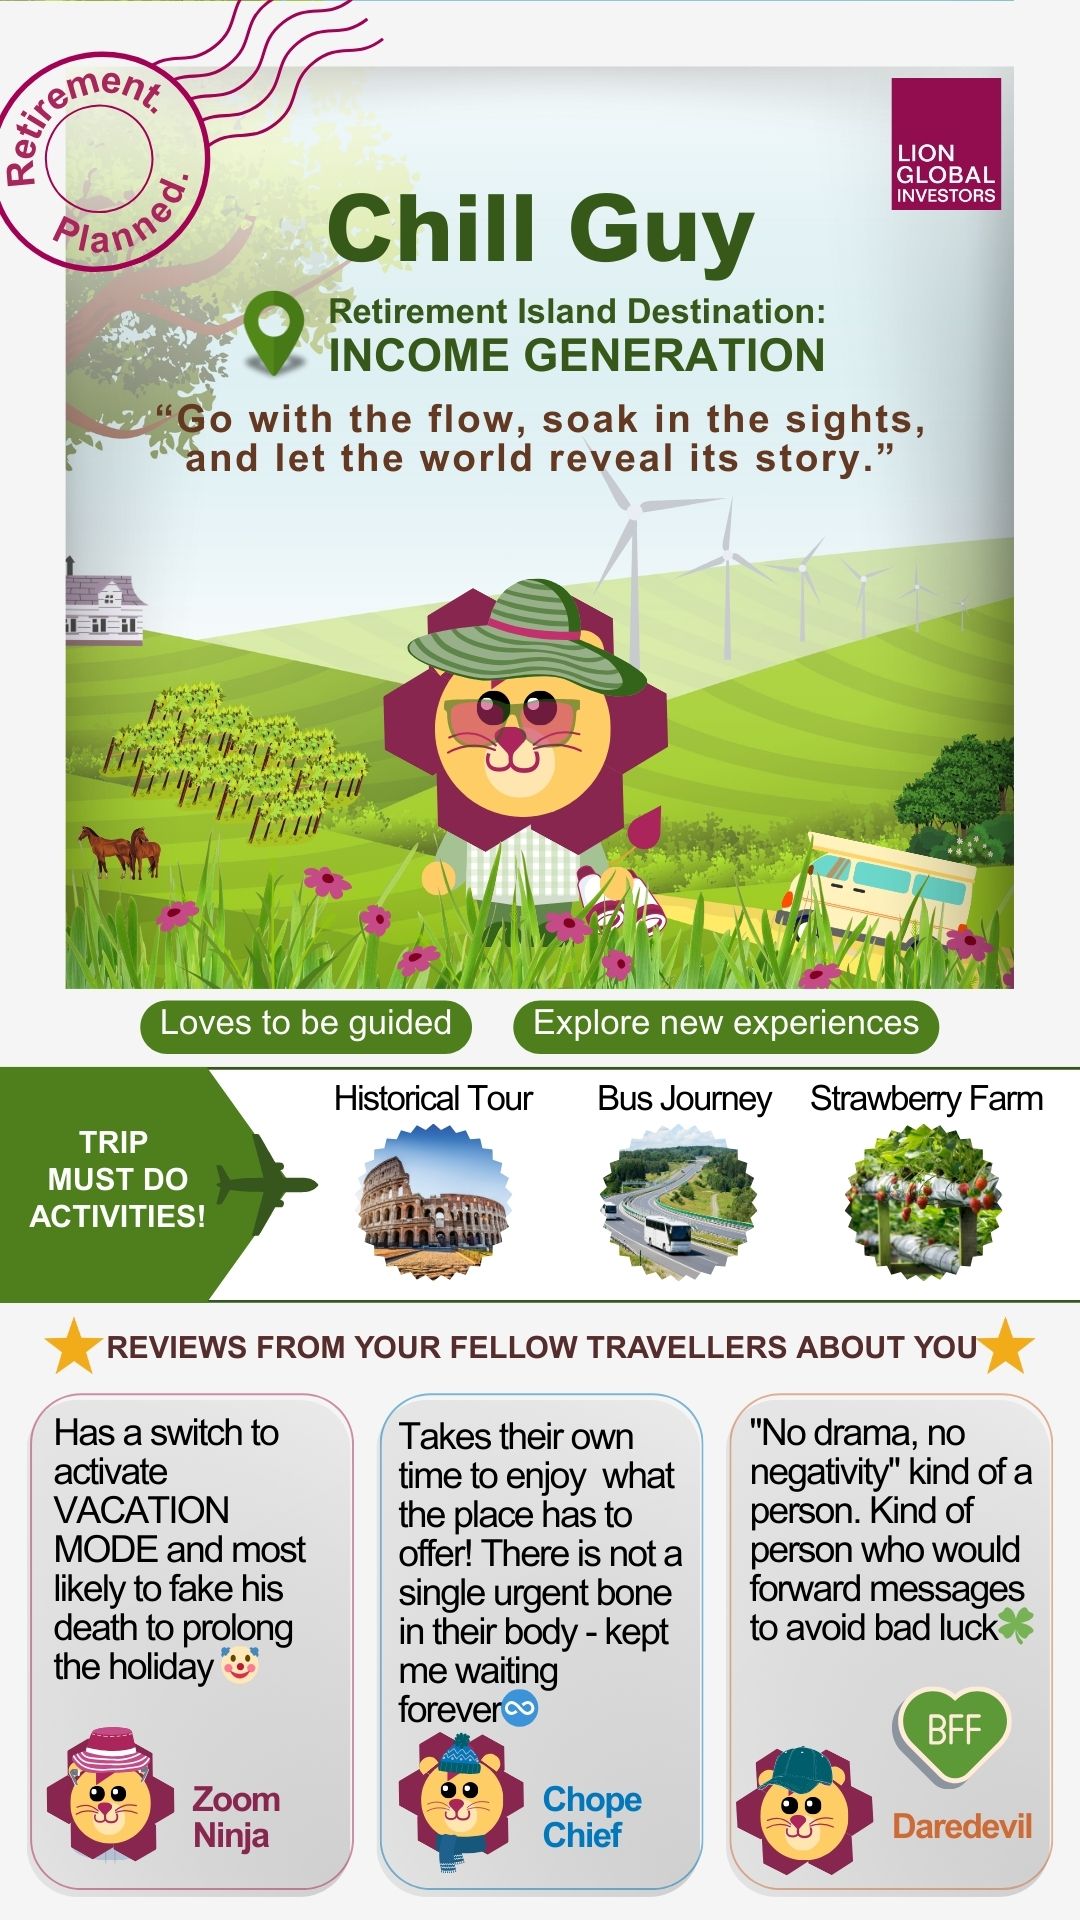 Retirement.
Planned.
LION
GLOBAL
INVESTORS
Chill Guy
Retirement Island Destination:
INCOME GENERATION
“Go with the flow, soak in the sights,
and let the world reveal its story.”
Loves to be guided
Explore new experiences
TRIP
MUST DO
ACTIVITIES!
Historical Tour
Bus Journey
Strawberry Farm
REVIEWS FROM YOUR FELLOW TRAVELLERS ABOUT YOU
Has a switch to
activate
VACATION
MODE and most
likely to fake his
death to prolong
the holiday 🤡
Zoom
Ninja
Takes their own
time to enjoy  what
the place has to
offer! There is not a
single urgent bone
in their body - kept
me waiting
forever♾️
Chope
Chief
"No drama, no
negativity" kind of a
person. Kind of
person who would
forward messages
to avoid bad luck🍀
BFF
Daredevil